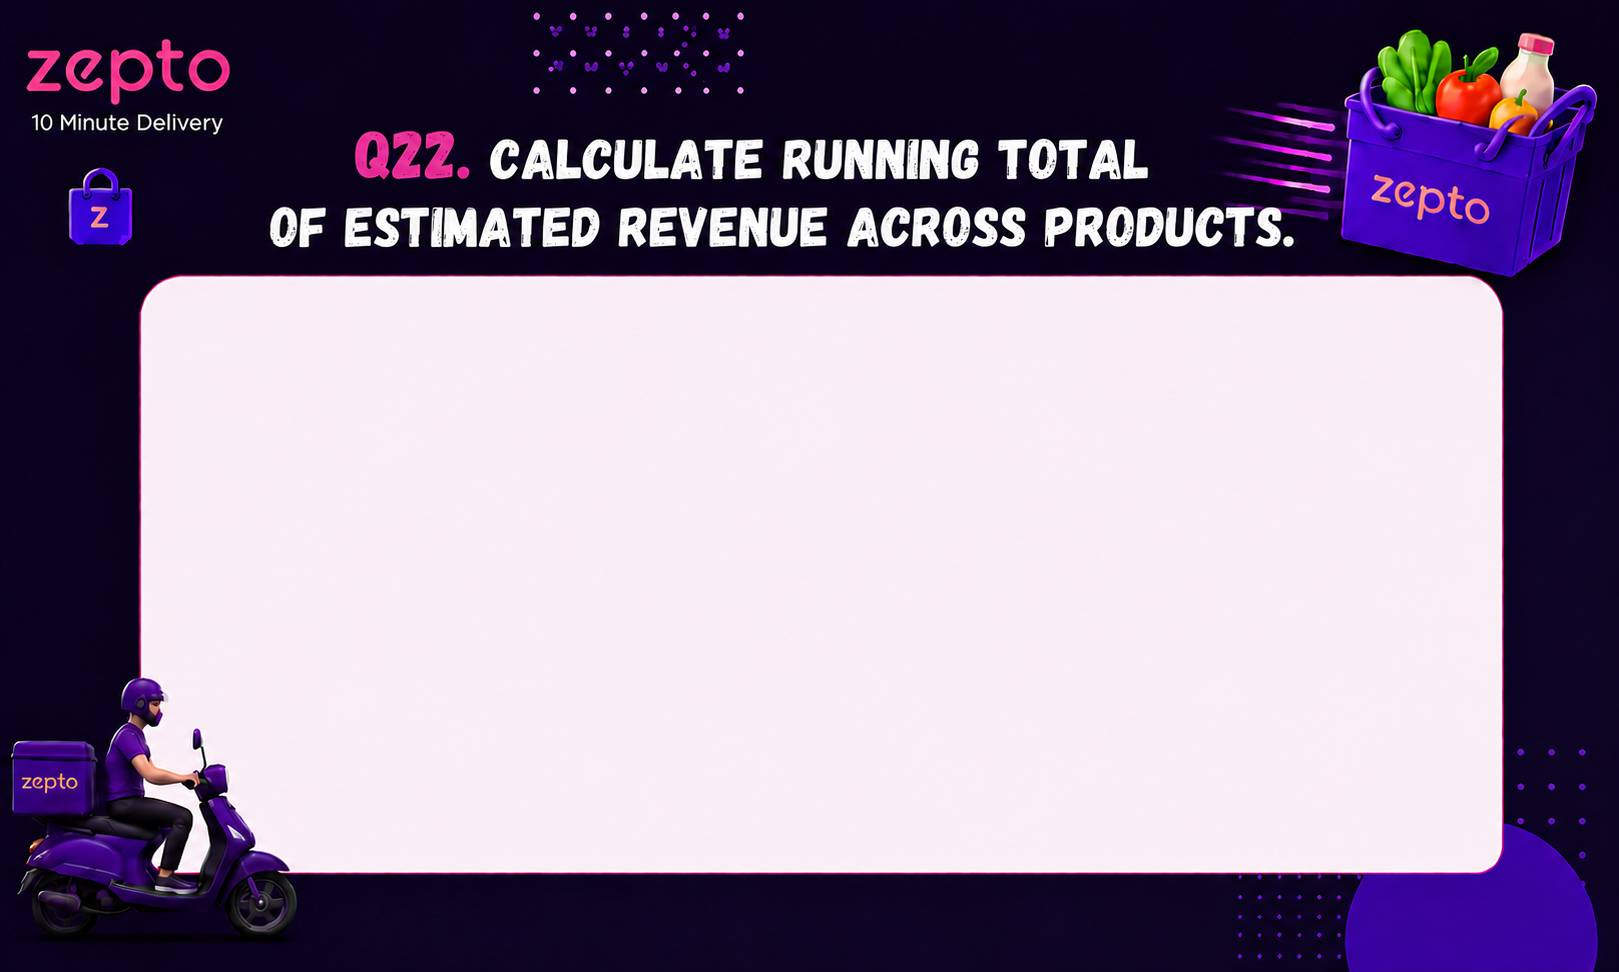 zepto
10 Minute Delivery
Z
Q22. CALCULATE RUNNING TOTAL
OF ESTIMATED REVENUE ACROSS PRODUCTS.
zepto
zepto